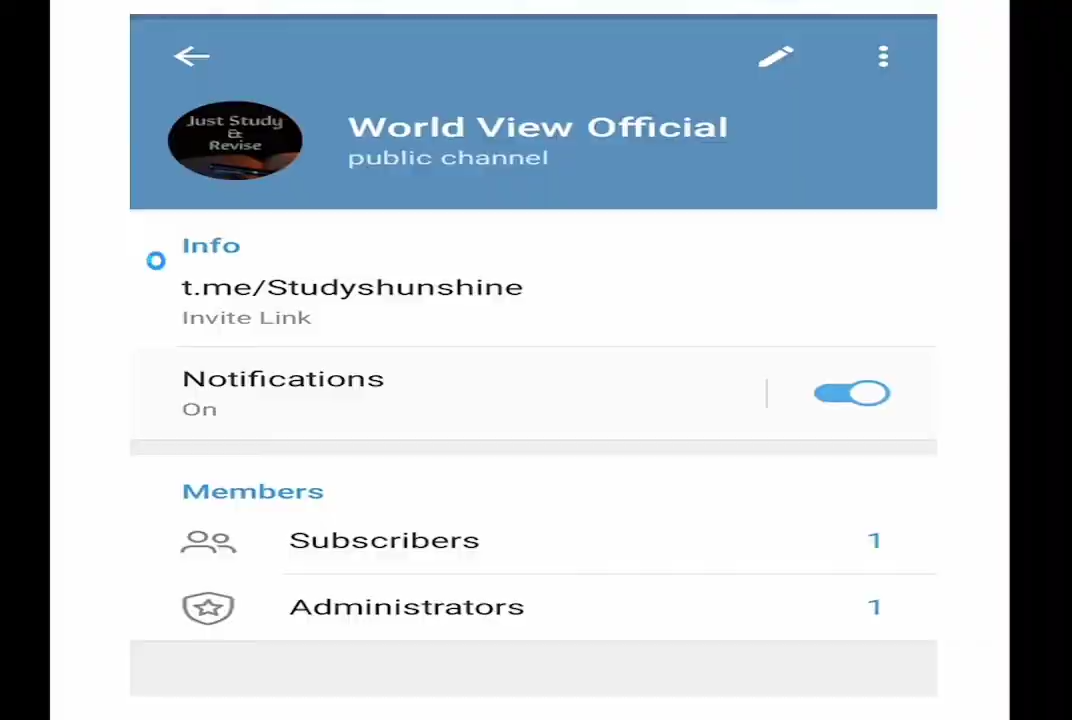 Just Study
&
Revise
World View Official
public channel
Info
t.me/Studyshunshine
Invite Link
Notifications
On
Members
Subscribers 1
Administrators 1